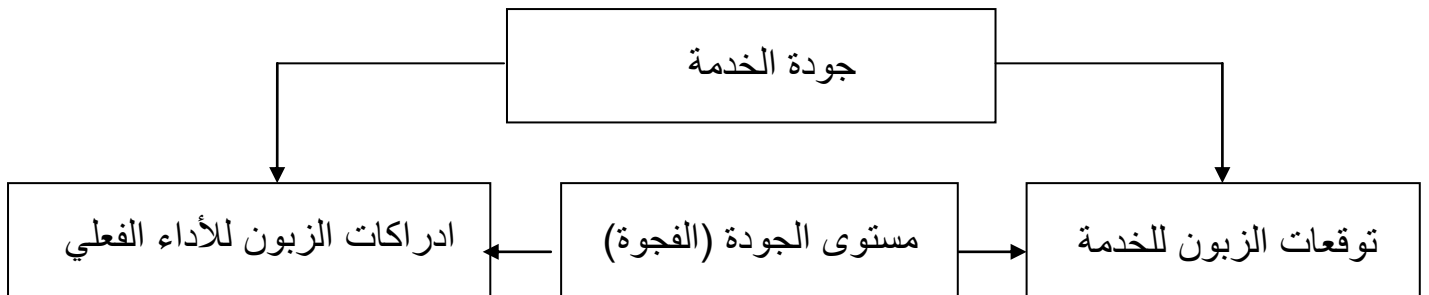 جودة الخدمة
توقعات الزبون للخدمة
مستوى الجودة (الفجوة)
ادراكات الزبون للأداء الفعلي